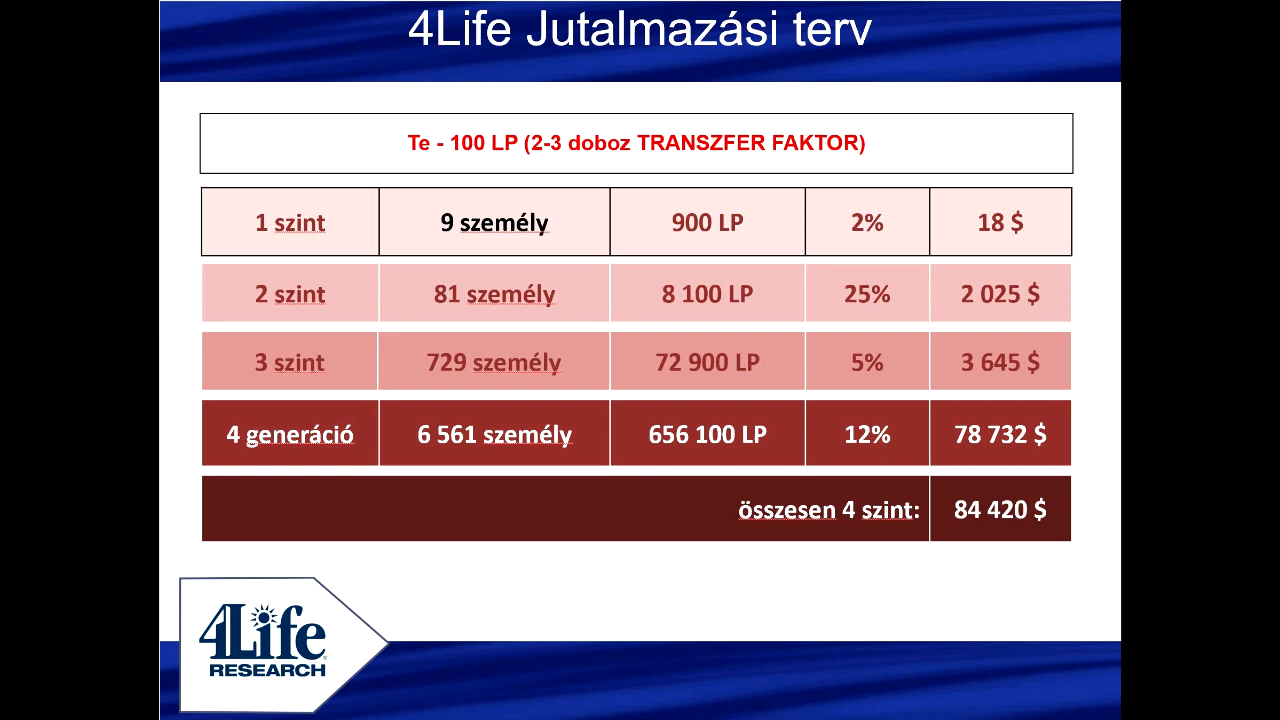 4Life Jutalmazási terv
Te - 100 LP (2-3 doboz TRANSZFER FAKTOR)
1 szint 9 személy 900 LP 2% 18 $
2 szint 81 személy 8 100 LP 25% 2 025 $
3 szint 729 személy 72 900 LP 5% 3 645 $
4 generáció 6 561 személy 656 100 LP 12% 78 732 $
összesen 4 szint: 84 420 $
4Life
RESEARCH